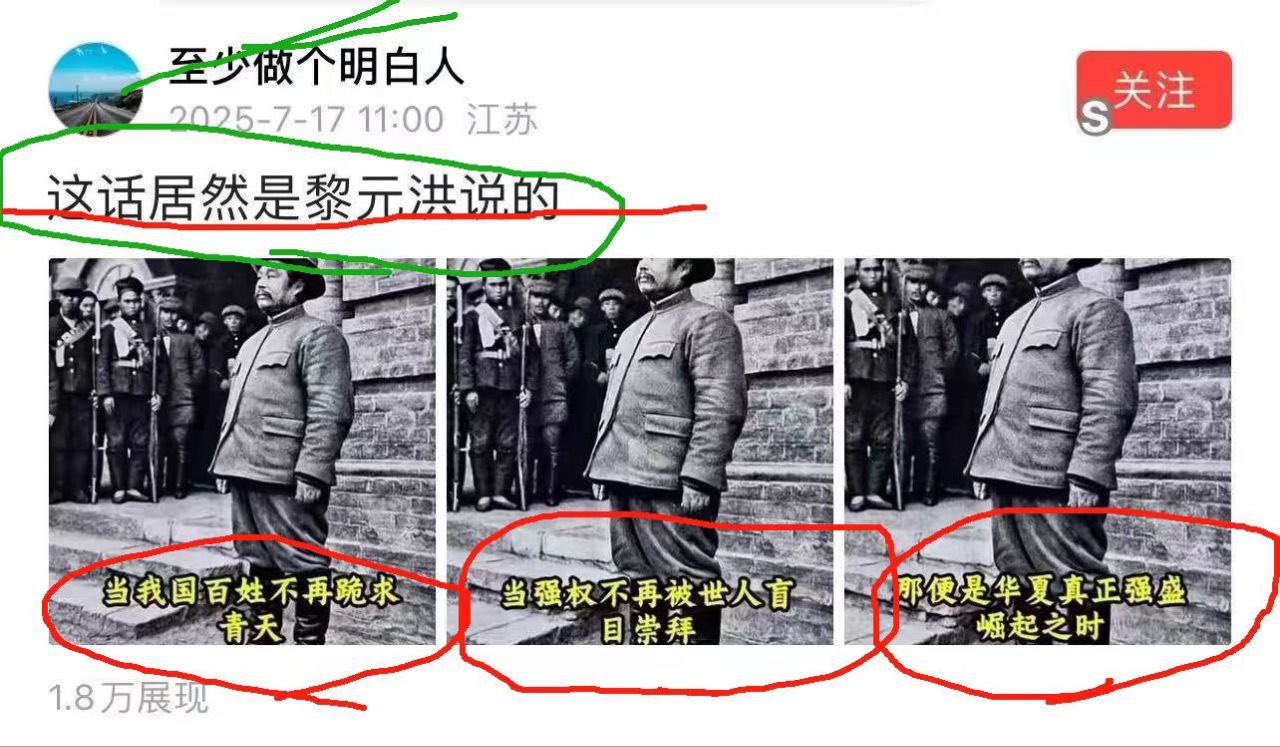 至少做个明白人
2025-7-17 11:00 江苏
关注
S
这话居然是黎元洪说的
当我国百姓不再跪求
青天
当强权不再被世人盲
目崇拜
那便是华夏真正强盛
崛起之时
1.8万展现